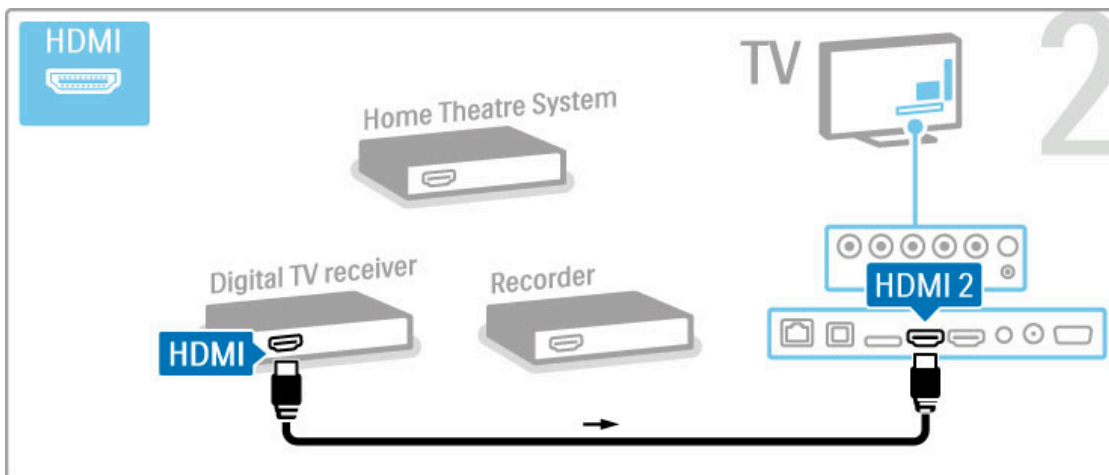 HDMI
TV
2
Home Theatre System
Digital TV receiver
Recorder
HDMI 2
HDMI